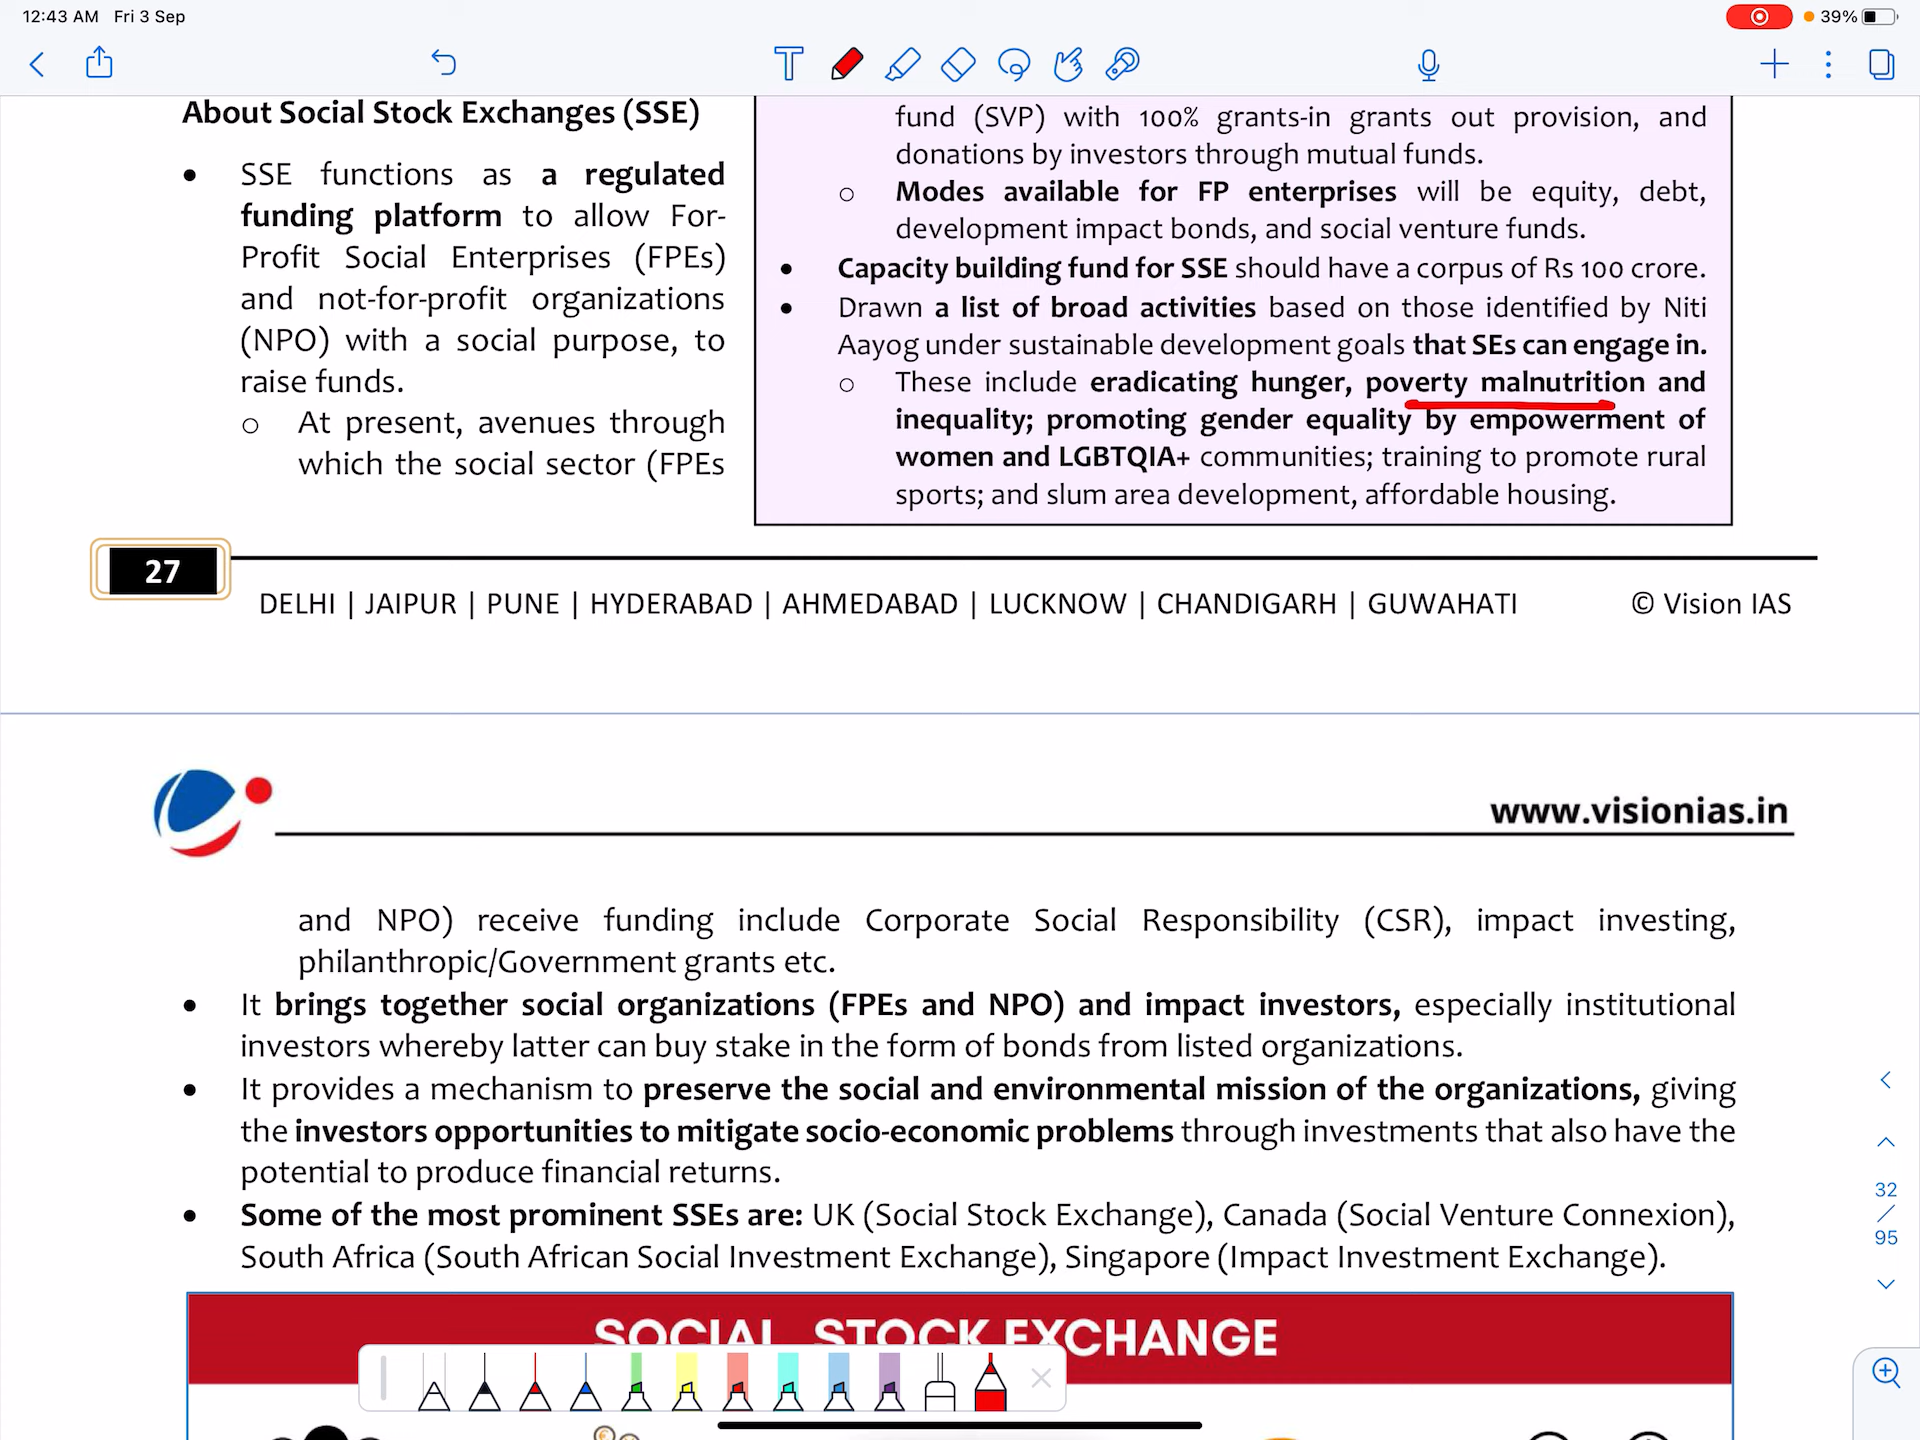 12:43 AM Fri 3 Sep
39%
About Social Stock Exchanges (SSE)
• SSE functions as a regulated
funding platform to allow For-
Profit Social Enterprises (FPEs)
and not-for-profit organizations
(NPO) with a social purpose, to
raise funds.
o At present, avenues through
which the social sector (FPEs
fund (SVP) with 100% grants-in grants out provision, and
donations by investors through mutual funds.
o Modes available for FP enterprises will be equity, debt,
development impact bonds, and social venture funds.
• Capacity building fund for SSE should have a corpus of Rs 100 crore.
• Drawn a list of broad activities based on those identified by Niti
Aayog under sustainable development goals that SEs can engage in.
o These include eradicating hunger, poverty malnutrition and
inequality; promoting gender equality by empowerment of
women and LGBTQIA+ communities; training to promote rural
sports; and slum area development, affordable housing.
27
DELHI | JAIPUR | PUNE | HYDERABAD | AHMEDABAD | LUCKNOW | CHANDIGARH | GUWAHATI
© Vision IAS
www.visionias.in
and NPO) receive funding include Corporate Social Responsibility (CSR), impact investing,
philanthropic/Government grants etc.
• It brings together social organizations (FPEs and NPO) and impact investors, especially institutional
investors whereby latter can buy stake in the form of bonds from listed organizations.
• It provides a mechanism to preserve the social and environmental mission of the organizations, giving
the investors opportunities to mitigate socio-economic problems through investments that also have the
potential to produce financial returns.
• Some of the most prominent SSEs are: UK (Social Stock Exchange), Canada (Social Venture Connexion),
South Africa (South African Social Investment Exchange), Singapore (Impact Investment Exchange).
32
/
95
SOCIAL STOCK EXCHANGE